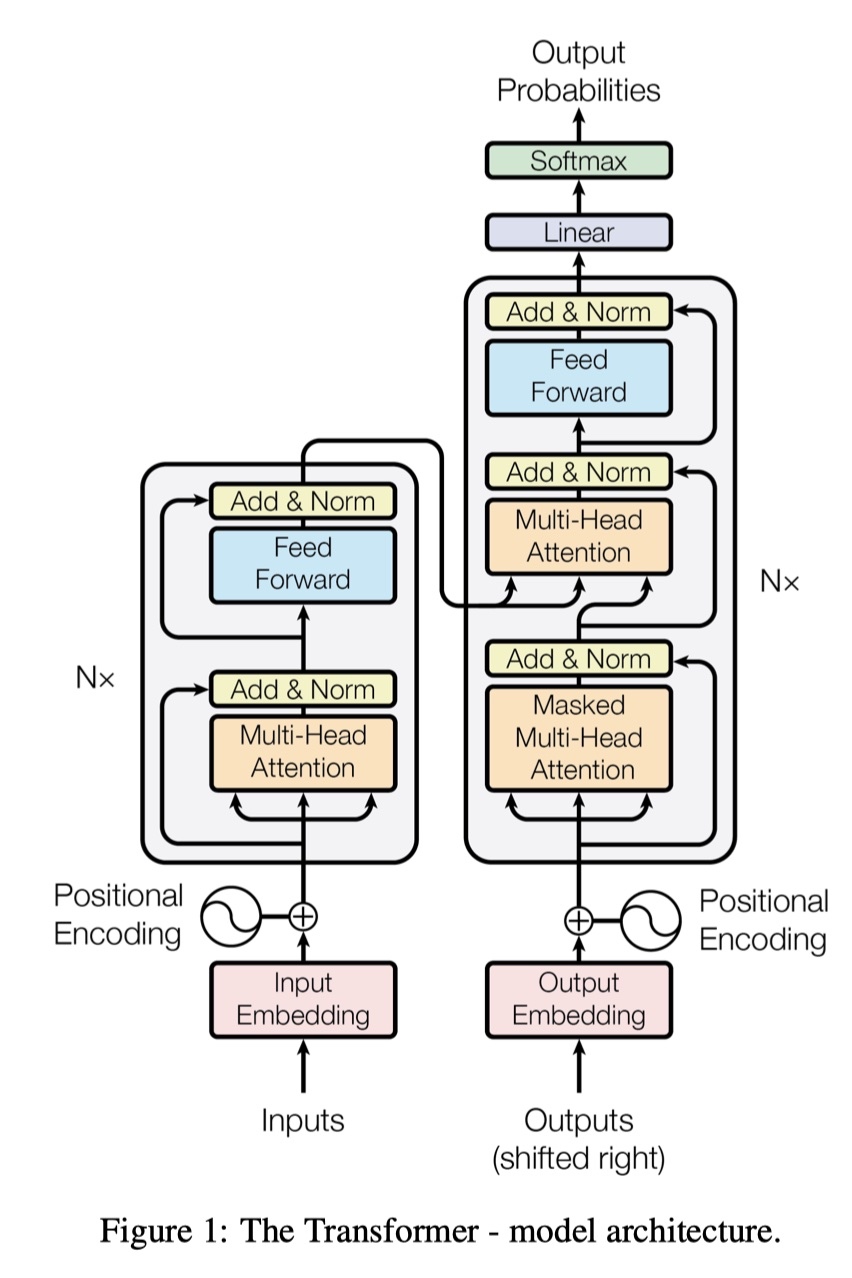 Output
Probabilities
Softmax
Linear
Add & Norm
Feed
Forward
Add & Norm
Multi-Head
Attention
Add & Norm
Masked
Multi-Head
Attention
Nx
Add & Norm
Feed
Forward
Add & Norm
Multi-Head
Attention
Nx
Positional
Encoding
Positional
Encoding
Input
Embedding
Output
Embedding
Inputs
Outputs
(shifted right)
Figure 1: The Transformer - model architecture.